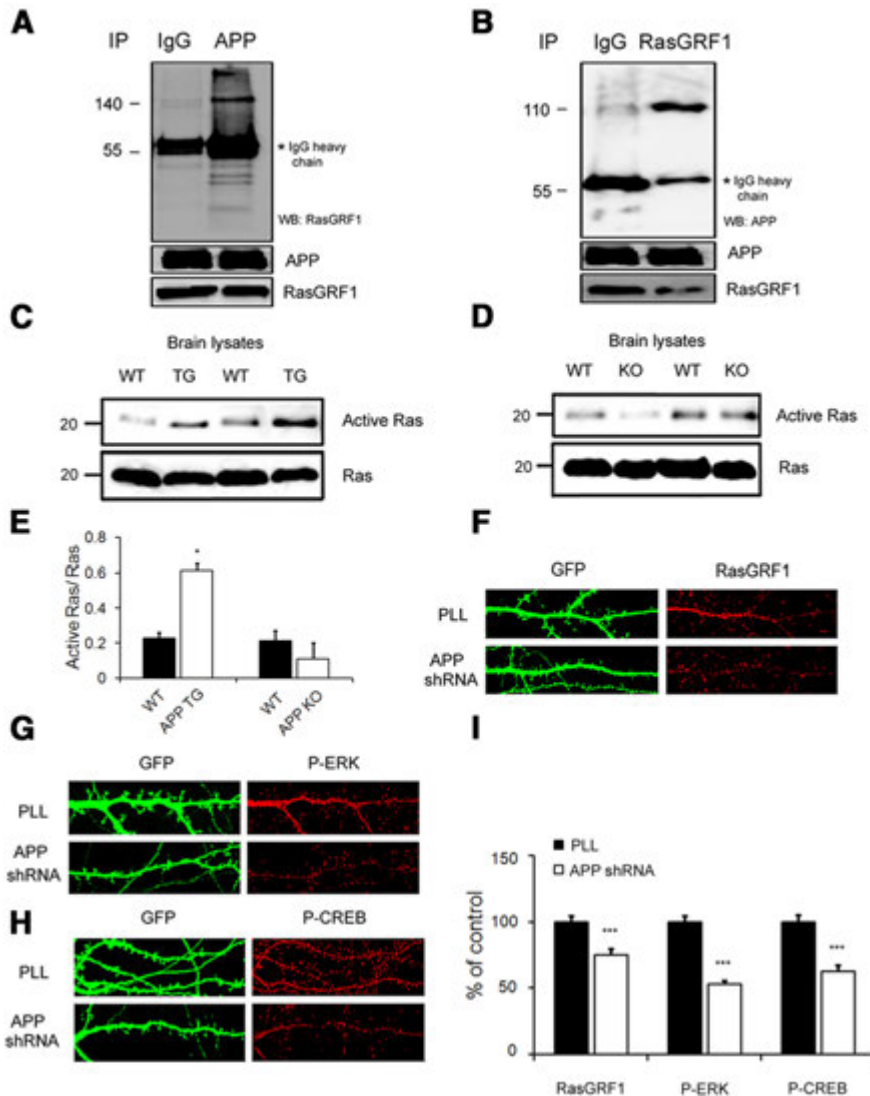 A
IP IgG APP
140
55
* IgG heavy
chain
WB: RasGRF1
APP
RasGRF1
B
IP IgG RasGRF1
110
55
* IgG heavy
chain
WB: APP
APP
RasGRF1
C
Brain lysates
WT TG WT TG
20 Active Ras
20 Ras
D
Brain lysates
WT KO WT KO
20 Active Ras
20 Ras
E
Active Ras/ Ras
0.8
0.6
0.4
0.2
0
*
WT APP TG WT APP KO
F
GFP RasGRF1
PLL
APP
shRNA
G
GFP P-ERK
PLL
APP
shRNA
H
GFP P-CREB
PLL
APP
shRNA
I
PLL
APP shRNA
% of control
150
100
50
0
*** *** ***
RasGRF1 P-ERK P-CREB